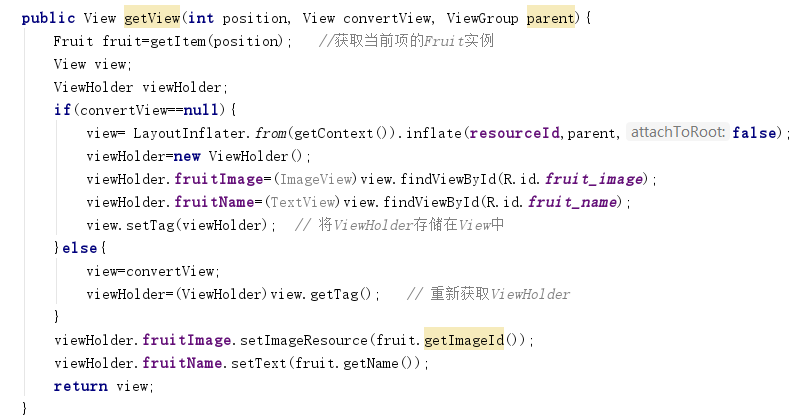 public View getView(int position, View convertView, ViewGroup parent){
    Fruit fruit=getItem(position);   //获取当前项的Fruit实例
    View view;
    ViewHolder viewHolder;
    if(convertView==null){
        view= LayoutInflater.from(getContext()).inflate(resourceId,parent, attachToRoot: false);
        viewHolder=new ViewHolder();
        viewHolder.fruitImage=(ImageView)view.findViewById(R.id.fruit_image);
        viewHolder.fruitName=(TextView)view.findViewById(R.id.fruit_name);
        view.setTag(viewHolder);  // 将ViewHolder存储在View中
    }else{
        view=convertView;
        viewHolder=(ViewHolder)view.getTag();   // 重新获取ViewHolder
    }
    viewHolder.fruitImage.setImageResource(fruit.getImageId());
    viewHolder.fruitName.setText(fruit.getName());
    return view;
}